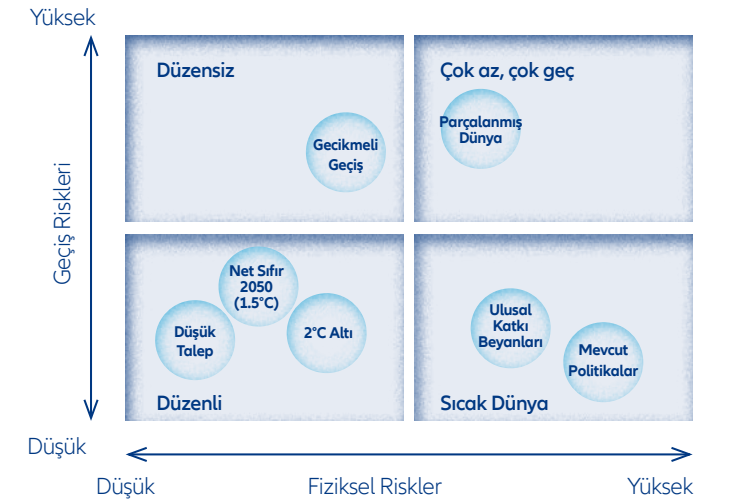 Yüksek
Düzensiz
Gecikmeli
Geçiş
Çok az, çok geç
Parçalanmış
Dünya
Geçiş Riskleri
Net Sıfır
2050
(1.5°C)
Düşük
Talep
2°C Altı
Düzenli
Ulusal
Katkı
Beyanları
Mevcut
Politikalar
Sıcak Dünya
Düşük
Düşük
Fiziksel Riskler
Yüksek